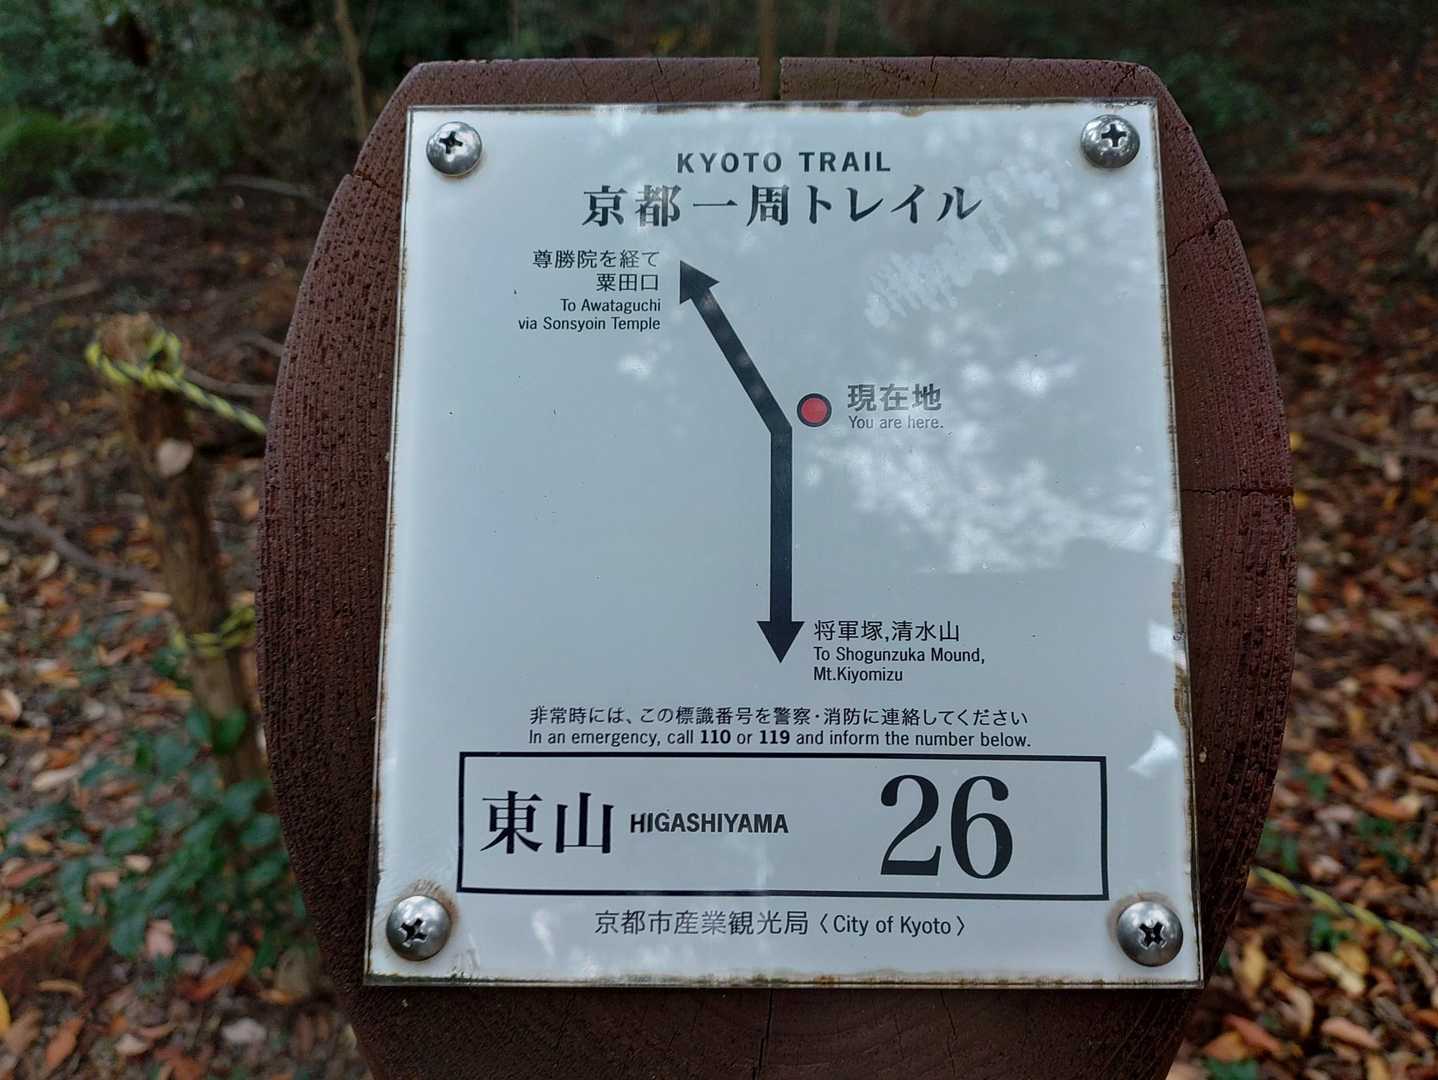 KYOTO TRAIL
京都一周トレイル
尊勝院を経て
粟田口
To Awataguchi
via Sonsyoin Temple
現在地
You are here.
将軍塚,清水山
To Shogunzuka Mound,
Mt.Kiyomizu
非常時には、この標識番号を警察・消防に連絡してください
In an emergency, call 110 or 119 and inform the number below.
東山 HIGASHIYAMA 26
京都市産業観光局〈City of Kyoto〉